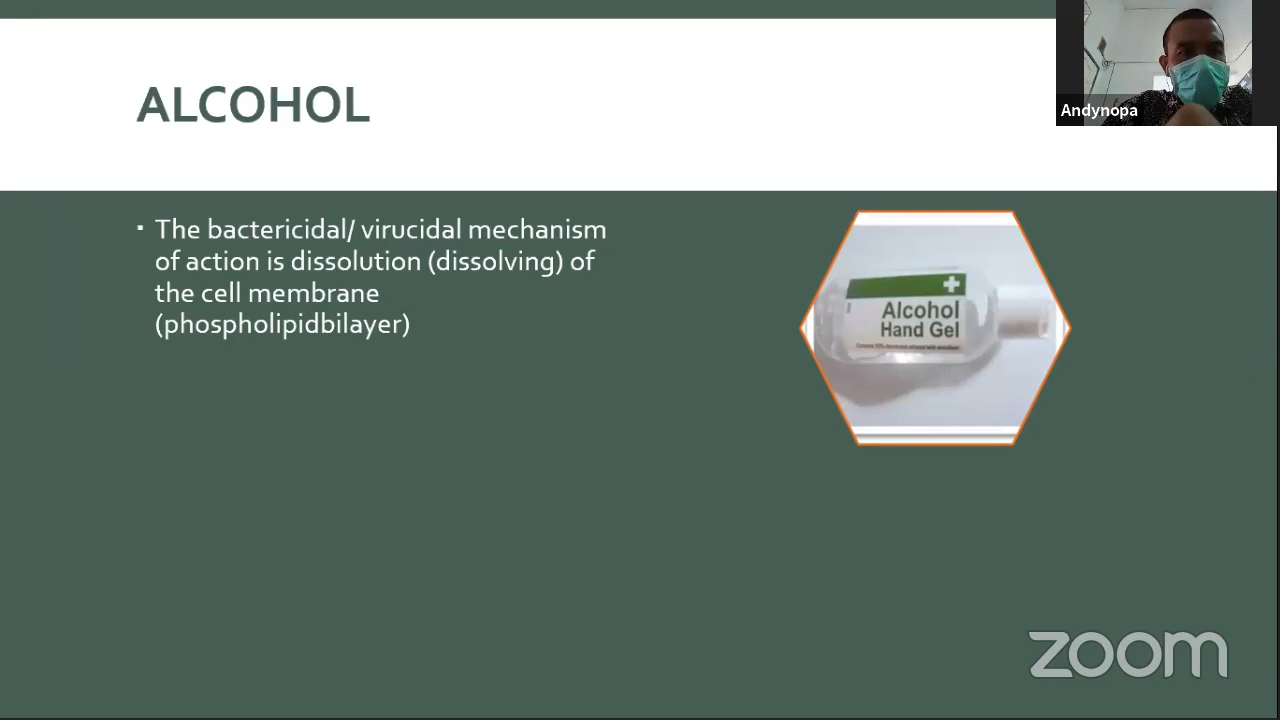 ALCOHOL
Andynopa
▪ The bactericidal/ virucidal mechanism
of action is dissolution (dissolving) of
the cell membrane
(phospholipidbilayer)
Alcohol
Hand Gel
zoom